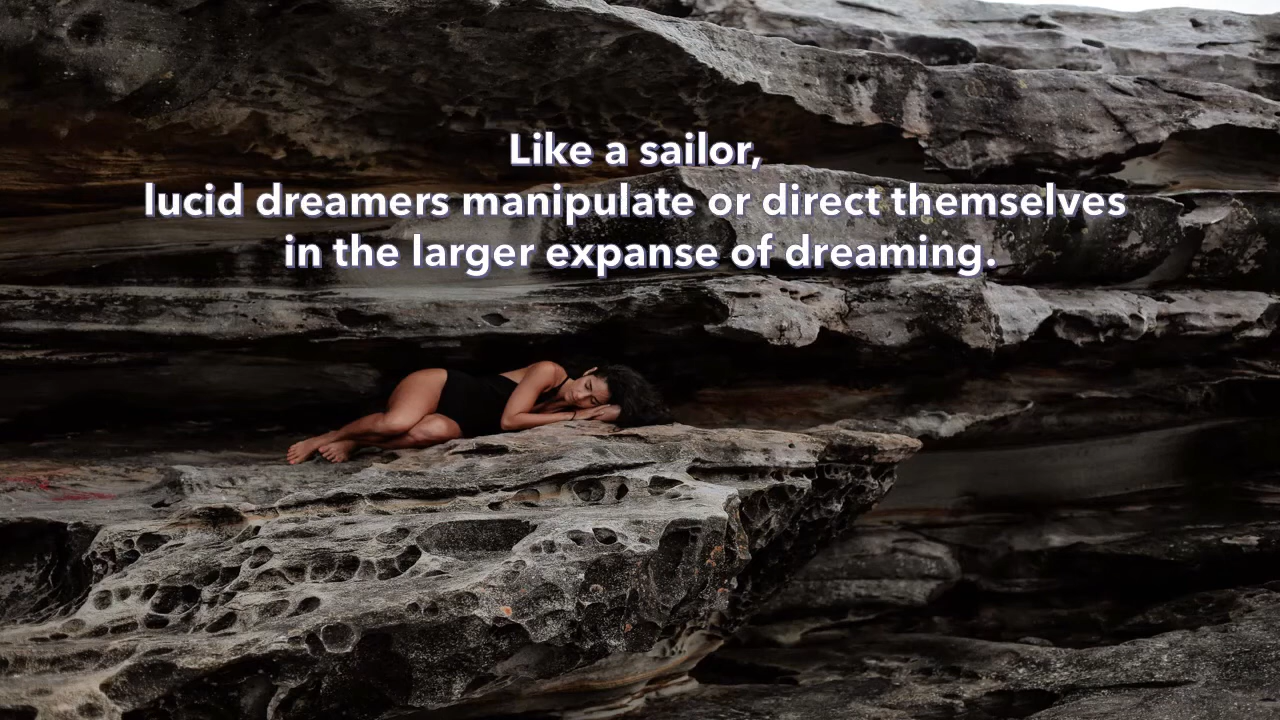 Like a sailor,
lucid dreamers manipulate or direct themselves
in the larger expanse of dreaming.